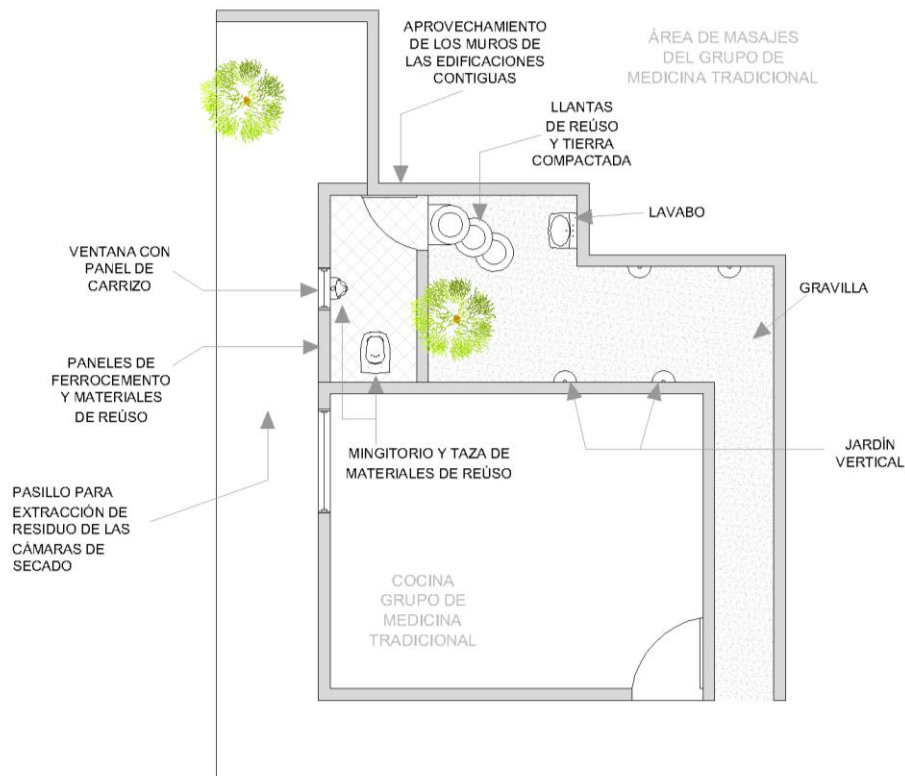 APROVECHAMIENTO
DE LOS MUROS DE
LAS EDIFICACIONES
CONTIGUAS
ÁREA DE MASAJES
DEL GRUPO DE
MEDICINA TRADICIONAL
LLANTAS
DE REÚSO
Y TIERRA
COMPACTADA
LAVABO
VENTANA CON
PANEL DE
CARRIZO
GRAVILLA
PANELES DE
FERROCEMENTO
Y MATERIALES
DE REÚSO
MINGITORIO Y TAZA DE
MATERIALES DE REÚSO
JARDÍN
VERTICAL
PASILLO PARA
EXTRACCIÓN DE
RESIDUO DE LAS
CÁMARAS DE
SECADO
COCINA
GRUPO DE
MEDICINA
TRADICIONAL